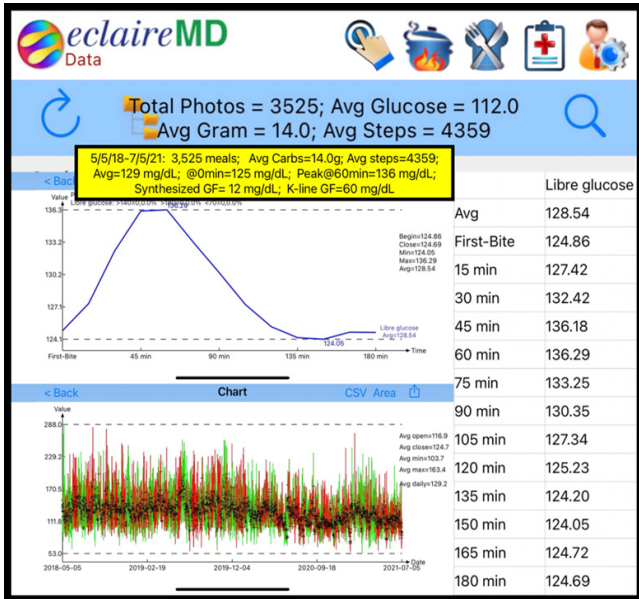 eclaireMD
Data
Total Photos = 3525; Avg Glucose = 112.0
Avg Gram = 14.0; Avg Steps = 4359
5/5/18-7/5/21: 3,525 meals; Avg Carbs=14.0g; Avg steps=4359;
Avg=129 mg/dL; @0min=125 mg/dL; Peak@60min=136 mg/dL;
Synthesized GF= 12 mg/dL; K-line GF=60 mg/dL
< Back
Value
136.3
133.2
130.2
127.1
124.1
136.29
Begin=124.86
Close=124.69
Min=124.05
Max=136.29
Avg=128.54
Libre glucose
Avg=128.54
124.05
Time
First-Bite 45 min 90 min 135 min 180 min
< Back Chart CSV Area
Value
288.0
229.2
170.5
111.8
53.0
Avg open=116.9
Avg close=124.7
Avg min=103.7
Avg max=163.4
Avg daily=129.2
Date
2018-05-05 2019-02-19 2019-12-04 2020-09-18 2021-07-05
Libre glucose
Avg 128.54
First-Bite 124.86
15 min 127.42
30 min 132.42
45 min 136.18
60 min 136.29
75 min 133.25
90 min 130.35
105 min 127.34
120 min 125.23
135 min 124.20
150 min 124.05
165 min 124.72
180 min 124.69